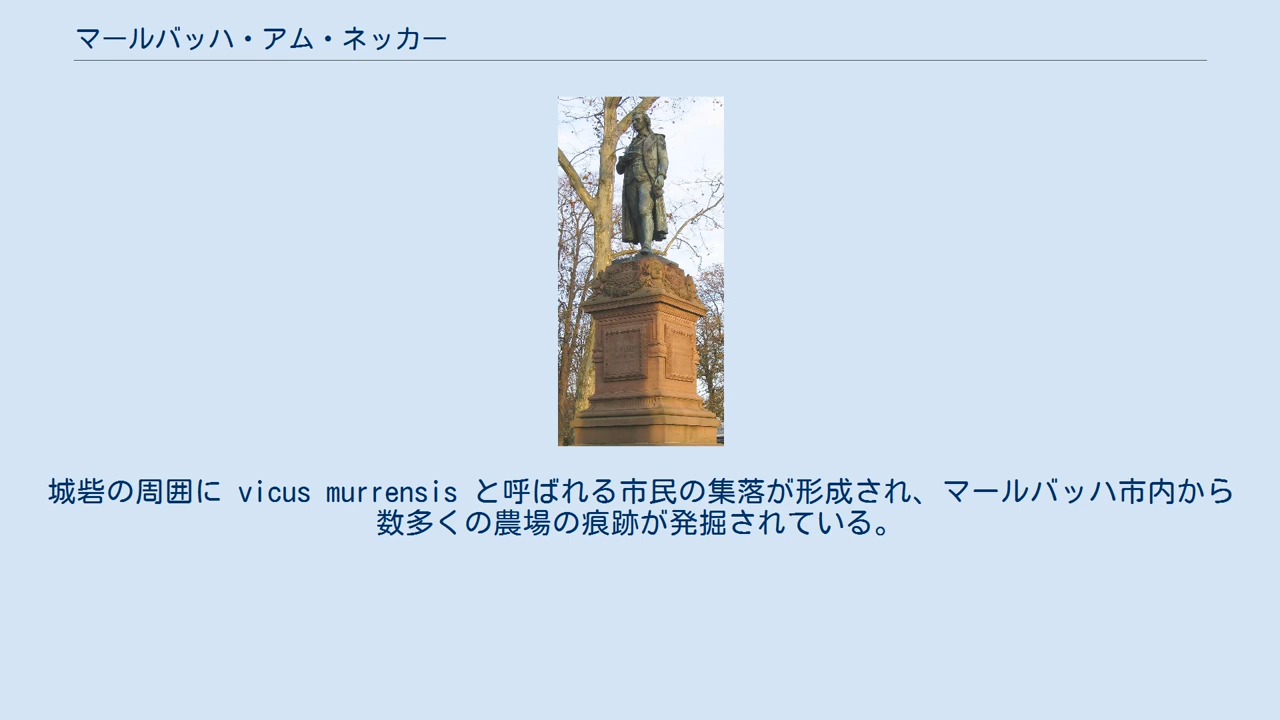 マールバッハ・アム・ネッカー
城砦の周囲に vicus murrensis と呼ばれる市民の集落が形成され、マールバッハ市内から
数多くの農場の痕跡が発掘されている。